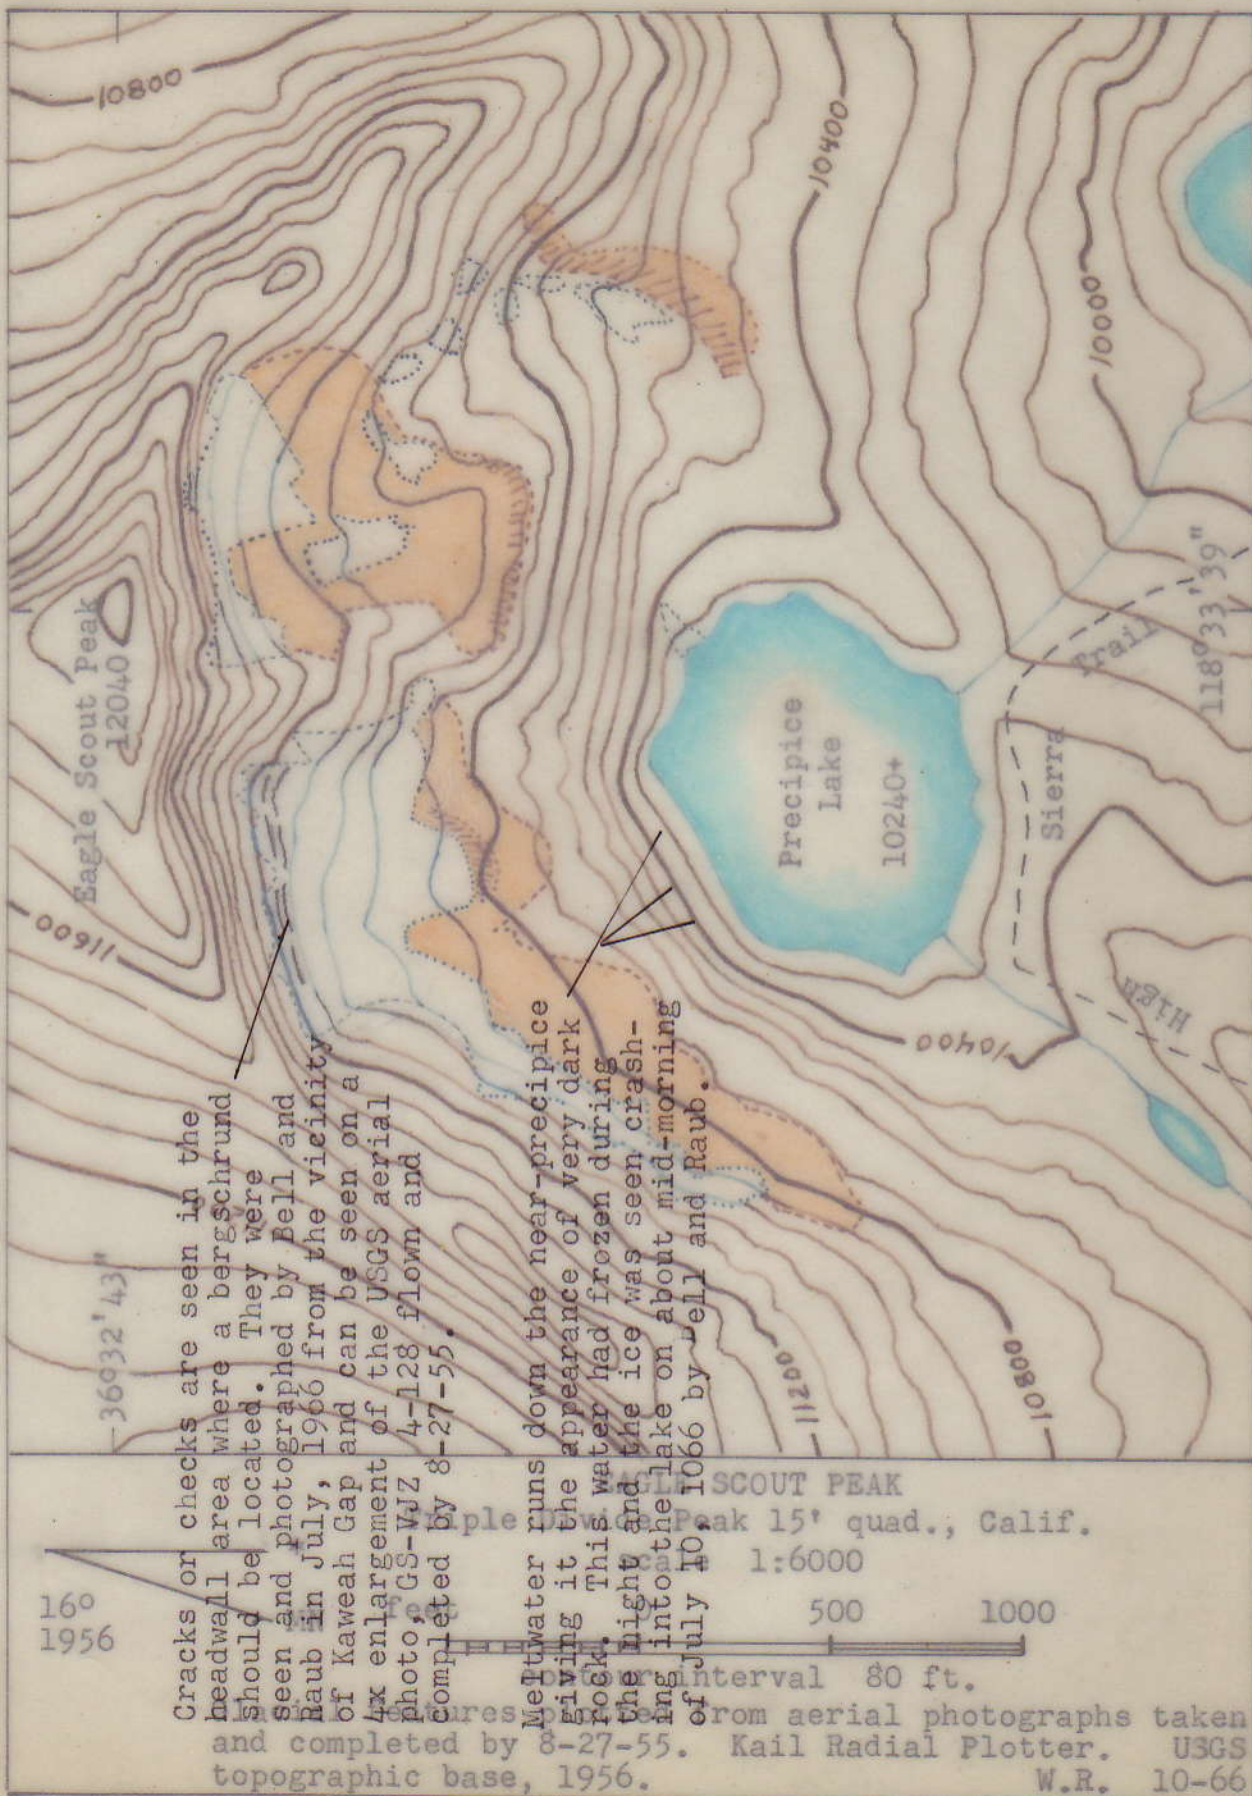 10800
10400
10000
Eagle Scout Peak
12040
11600
Precipice
Lake
10240+
Trail
Sierra
High
118°33'39"
10400
36°32'43"
11200
10800
Cracks or checks are seen in the
headwall area where a bergschrund
should be located. They were
seen and photographed by Bell and
Raub in July, 1966 from the vicinity
of Kaweah Gap and can be seen on a
4x enlargement of the USGS aerial
photo, GS-VJZ 4-128 flown and
completed by 8-27-55.
Meltwater runs down the near-precipice
giving it the appearance of very dark
rock. This water had frozen during
the night and the ice was seen crash-
ing into the lake on about mid-morning
of July 10, 1066 by Bell and Raub.
EAGLE SCOUT PEAK
Triple Divide Peak 15' quad., Calif.
Scale 1:6000
16°
1956
Feet 0 500 1000
Contour interval 80 ft.
Glacial features plotted from aerial photographs taken
and completed by 8-27-55. Kail Radial Plotter. USGS
topographic base, 1956. W.R. 10-66